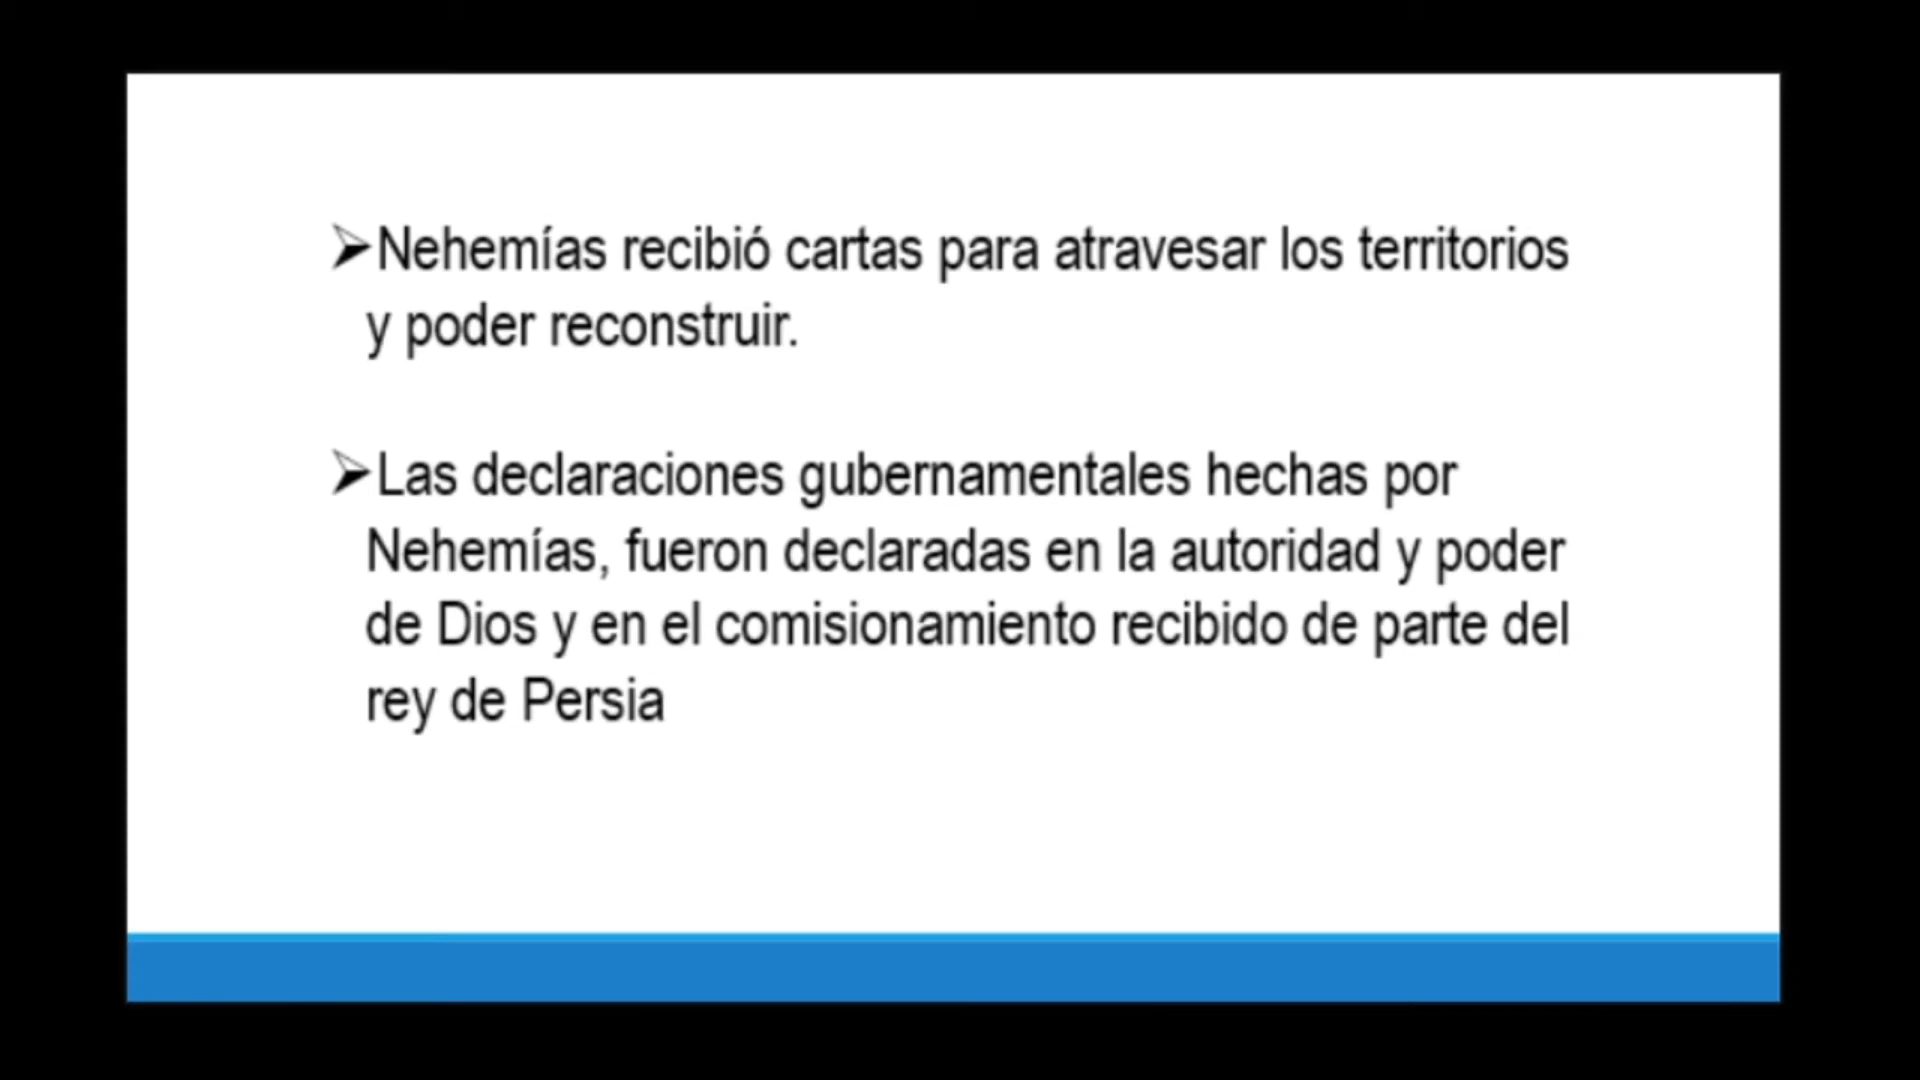 ➢Nehemías recibió cartas para atravesar los territorios
y poder reconstruir.
➢Las declaraciones gubernamentales hechas por
Nehemías, fueron declaradas en la autoridad y poder
de Dios y en el comisionamiento recibido de parte del
rey de Persia